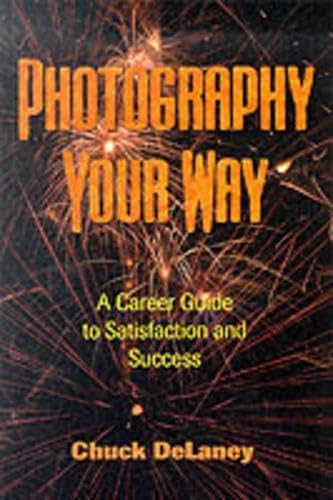 PHOTOGRAPHY
YOUR WAY
A Career Guide
to Satisfaction and
Success
Chuck DeLaney